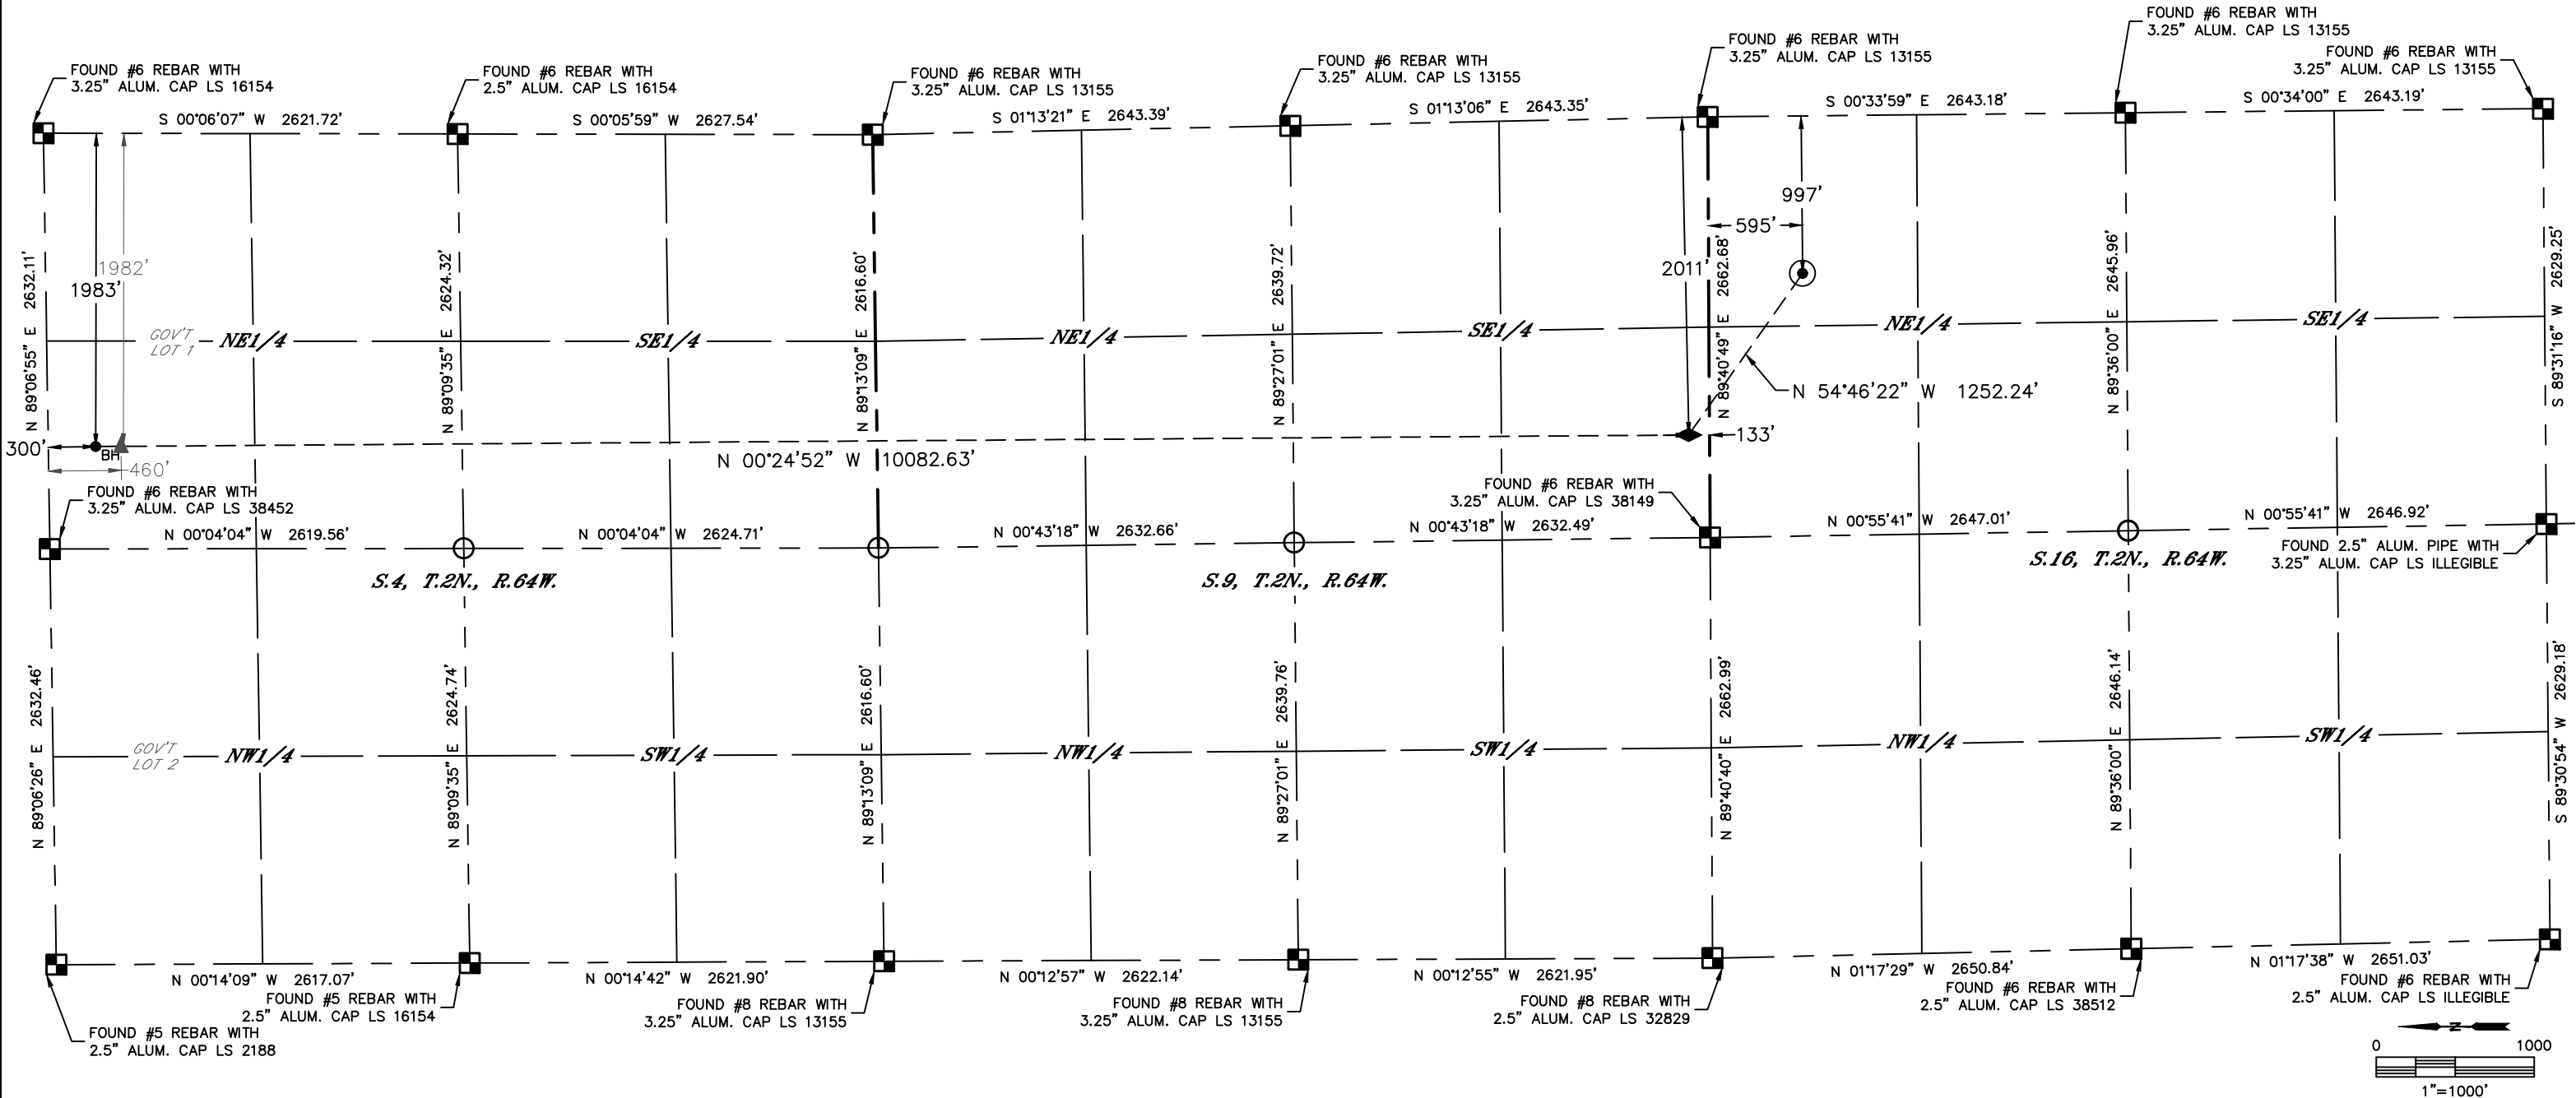 FOUND #6 REBAR WITH
3.25" ALUM. CAP LS 16154
FOUND #6 REBAR WITH
2.5" ALUM. CAP LS 16154
FOUND #6 REBAR WITH
3.25" ALUM. CAP LS 13155
FOUND #6 REBAR WITH
3.25" ALUM. CAP LS 13155
FOUND #6 REBAR WITH
3.25" ALUM. CAP LS 13155
FOUND #6 REBAR WITH
3.25" ALUM. CAP LS 13155
FOUND #6 REBAR WITH
3.25" ALUM. CAP LS 13155
S 00°06'07" W 2621.72'
S 00°05'59" W 2627.54'
S 01°13'21" E 2643.39'
S 01°13'06" E 2643.35'
S 00°33'59" E 2643.18'
S 00°34'00" E 2643.19'
N 89°06'55" E 2632.11'
1982'
1983'
N 89°09'35" E 2624.32'
N 89°13'09" E 2616.60'
N 89°27'01" E 2639.72'
2011'
N 89°40'49" E 2662.68'
997'
595'
N 89°36'00" E 2645.96'
S 89°31'16" W 2629.25'
GOV'T
LOT 1
NE1/4
SE1/4
NE1/4
SE1/4
NE1/4
SE1/4
N 54°46'22" W 1252.24'
300'
BH
460'
N 00°24'52" W 10082.63'
133'
FOUND #6 REBAR WITH
3.25" ALUM. CAP LS 38452
FOUND #6 REBAR WITH
3.25" ALUM. CAP LS 38149
N 00°04'04" W 2619.56'
N 00°04'04" W 2624.71'
N 00°43'18" W 2632.66'
N 00°43'18" W 2632.49'
N 00°55'41" W 2647.01'
N 00°55'41" W 2646.92'
FOUND 2.5" ALUM. PIPE WITH
3.25" ALUM. CAP LS ILLEGIBLE
S.4, T.2N., R.64W.
S.9, T.2N., R.64W.
S.16, T.2N., R.64W.
N 89°06'26" E 2632.46'
N 89°09'35" E 2624.74'
N 89°13'09" E 2616.60'
N 89°27'01" E 2639.76'
N 89°40'40" E 2662.99'
N 89°36'00" E 2646.14'
S 89°30'54" W 2629.18'
GOV'T
LOT 2
NW1/4
SW1/4
NW1/4
SW1/4
NW1/4
SW1/4
N 00°14'09" W 2617.07'
N 00°14'42" W 2621.90'
N 00°12'57" W 2622.14'
N 00°12'55" W 2621.95'
N 01°17'29" W 2650.84'
N 01°17'38" W 2651.03'
FOUND #5 REBAR WITH
2.5" ALUM. CAP LS 2188
FOUND #5 REBAR WITH
2.5" ALUM. CAP LS 16154
FOUND #8 REBAR WITH
3.25" ALUM. CAP LS 13155
FOUND #8 REBAR WITH
3.25" ALUM. CAP LS 13155
FOUND #8 REBAR WITH
2.5" ALUM. CAP LS 32829
FOUND #6 REBAR WITH
2.5" ALUM. CAP LS 38512
FOUND #6 REBAR WITH
2.5" ALUM. CAP LS ILLEGIBLE
N
0 1000
1"=1000'